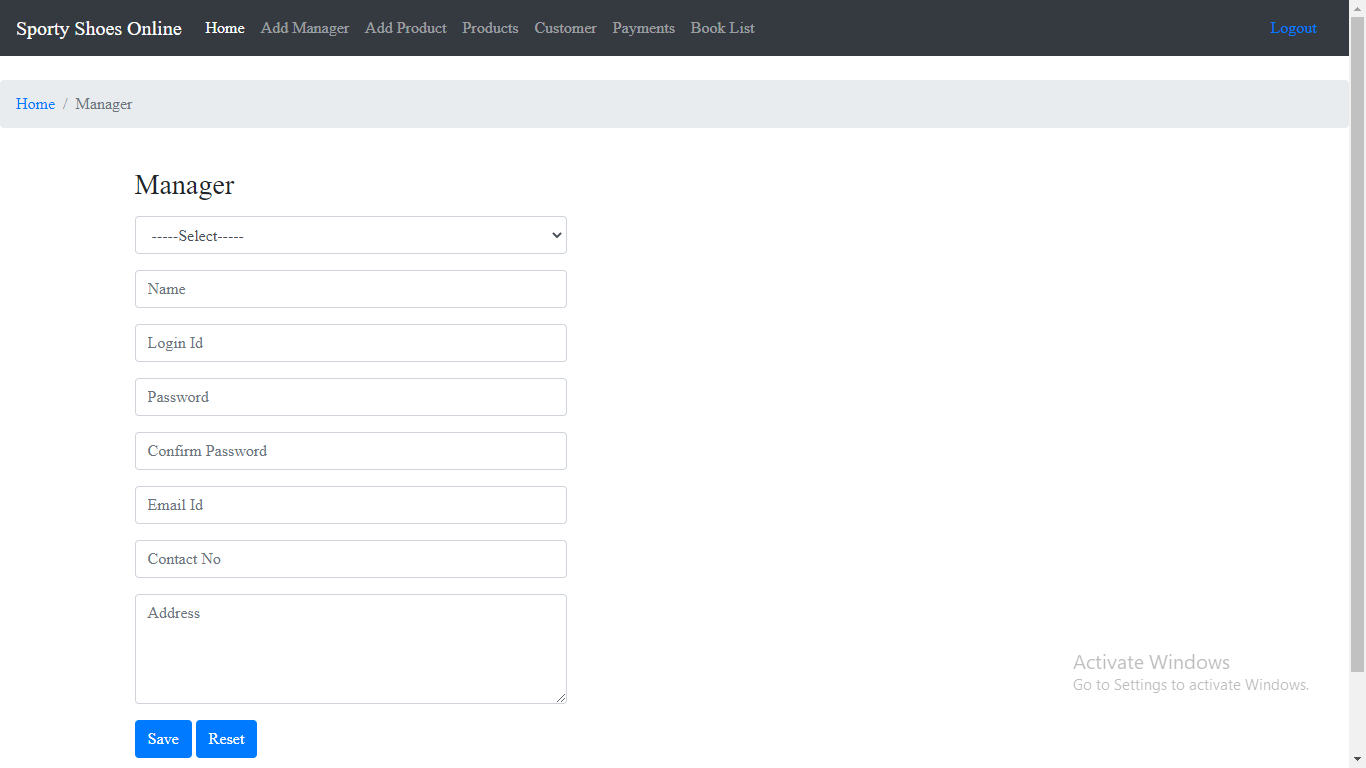 Sporty Shoes Online Home Add Manager Add Product Products Customer Payments Book List Logout
Home / Manager
Manager
-----Select-----
Name
Login Id
Password
Confirm Password
Email Id
Contact No
Address
Activate Windows
Go to Settings to activate Windows.
Save Reset